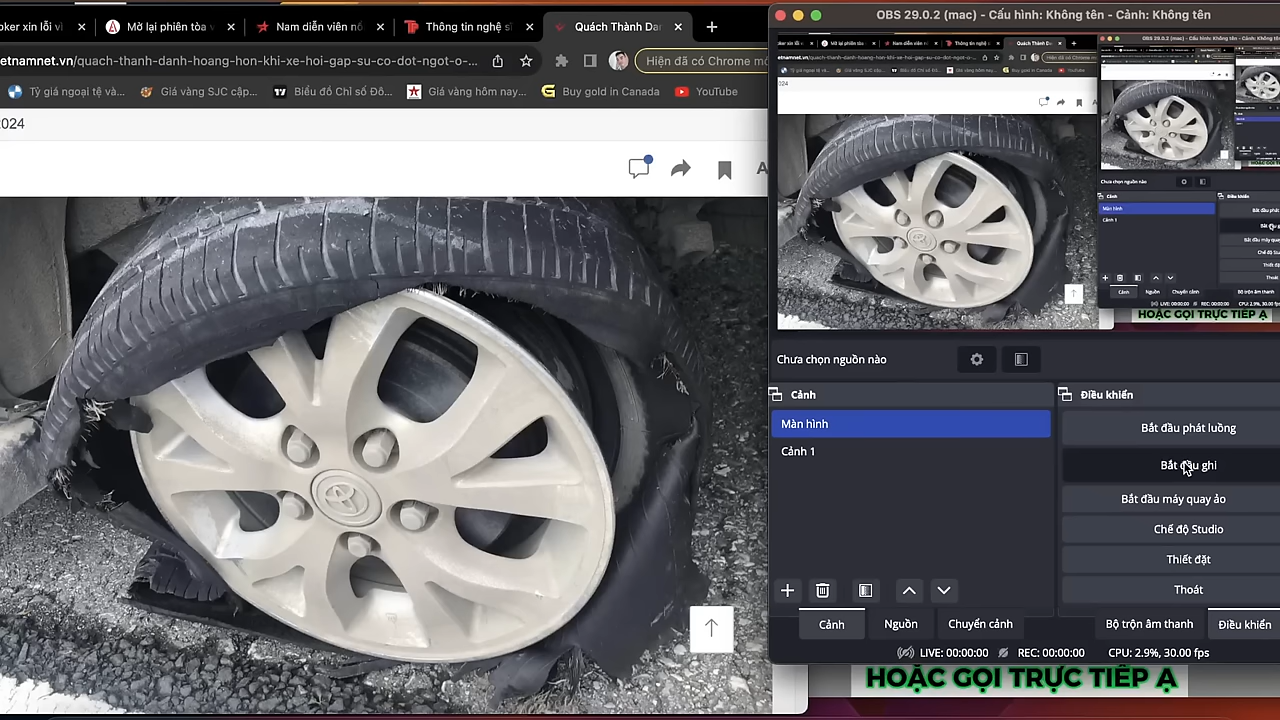 oker xin lỗi vì
Mở lại phiên tòa v
Nam diễn viên nổ
Thông tin nghệ sĩ
Quách Thành Da
etnamnet.vn/quach-thanh-danh-hoang-hon-khi-xe-hoi-gap-su-co-dot-ngot-o...
Hiện đã có Chrome mớ
Tỷ giá ngoại tệ và...
Giá vàng SJC cập...
Biểu đồ Chỉ số Đô...
Giá vàng hôm nay...
Buy gold in Canada
YouTube
2024
OBS 29.0.2 (mac) - Cấu hình: Không tên - Cảnh: Không tên
HOẶC GỌI TRỰC TIẾP Ạ
Chưa chọn nguồn nào
Cảnh
Điều khiển
Màn hình
Cảnh 1
Bắt đầu phát luồng
Bắt đầu ghi
Bắt đầu máy quay ảo
Chế độ Studio
Thiết đặt
Thoát
Cảnh
Nguồn
Chuyển cảnh
Bộ trộn âm thanh
Điều khiển
LIVE: 00:00:00
REC: 00:00:00
CPU: 2.9%, 30.00 fps
HOẶC GỌI TRỰC TIẾP Ạ